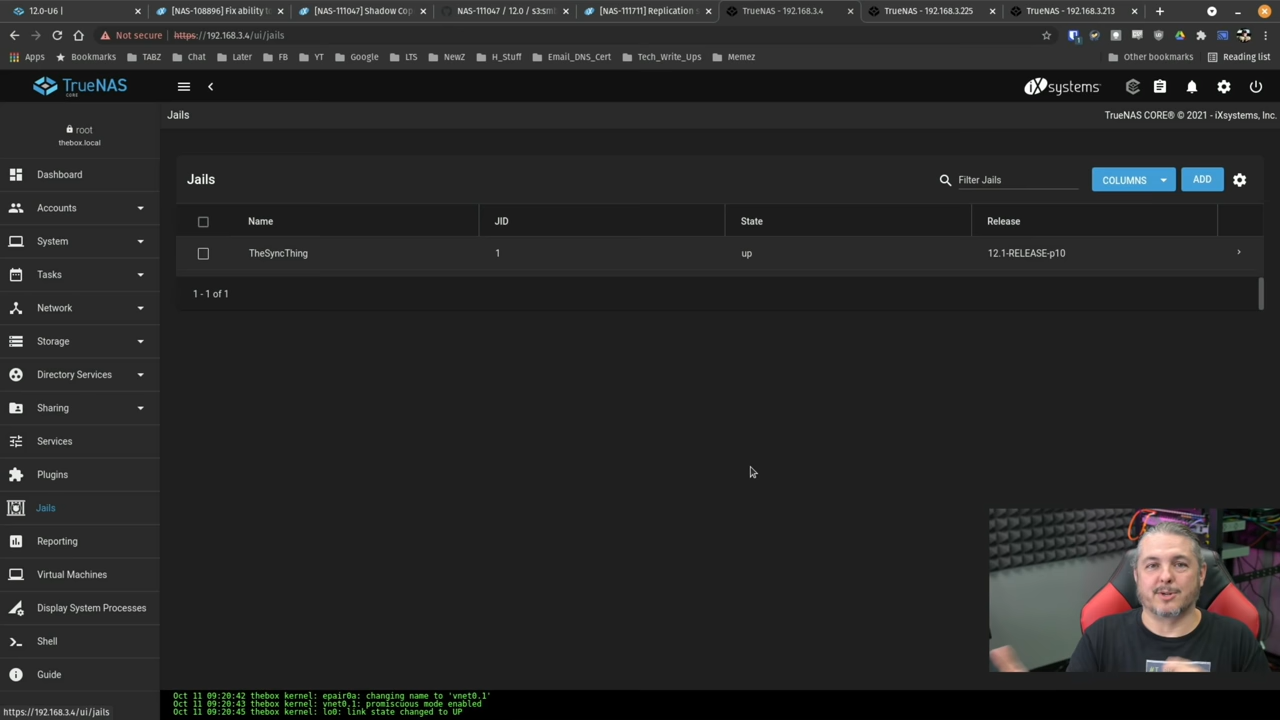 12.0-U6 |
[NAS-108896] Fix ability to
[NAS-111047] Shadow Cop
NAS-111047 / 12.0 / s3:smb
[NAS-111711] Replication s
TrueNAS - 192.168.3.4
TrueNAS - 192.168.3.225
TrueNAS - 192.168.3.213
Not secure
https://192.168.3.4/ui/jails
Apps
Bookmarks
TABZ
Chat
Later
FB
YT
Google
LTS
NewZ
H_Stuff
Email_DNS_Cert
Tech_Write_Ups
Memez
Other bookmarks
Reading list
TrueNAS
CORE
iXsystems
Jails
TrueNAS CORE® © 2021 - iXsystems, Inc.
root
thebox.local
Dashboard
Accounts
System
Tasks
Network
Storage
Directory Services
Sharing
Services
Plugins
Jails
Reporting
Virtual Machines
Display System Processes
Shell
Guide
Jails
Filter Jails
COLUMNS
ADD
Name
JID
State
Release
TheSyncThing
1
up
12.1-RELEASE-p10
1 - 1 of 1
Oct 11 09:20:42 thebox kernel: epair0a: changing name to 'vnet0.1'
Oct 11 09:20:43 thebox kernel: vnet0.1: promiscuous mode enabled
Oct 11 09:20:45 thebox kernel: lo0: link state changed to UP
https://192.168.3.4/ui/jails